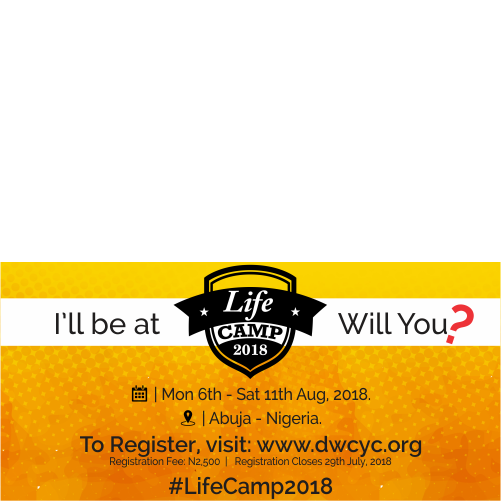 I'll be at
Life
CAMP
2018
Will You?
| Mon 6th - Sat 11th Aug, 2018.
| Abuja - Nigeria.
To Register, visit: www.dwcyc.org
Registration Fee: N2,500 | Registration Closes 29th July, 2018
#LifeCamp2018